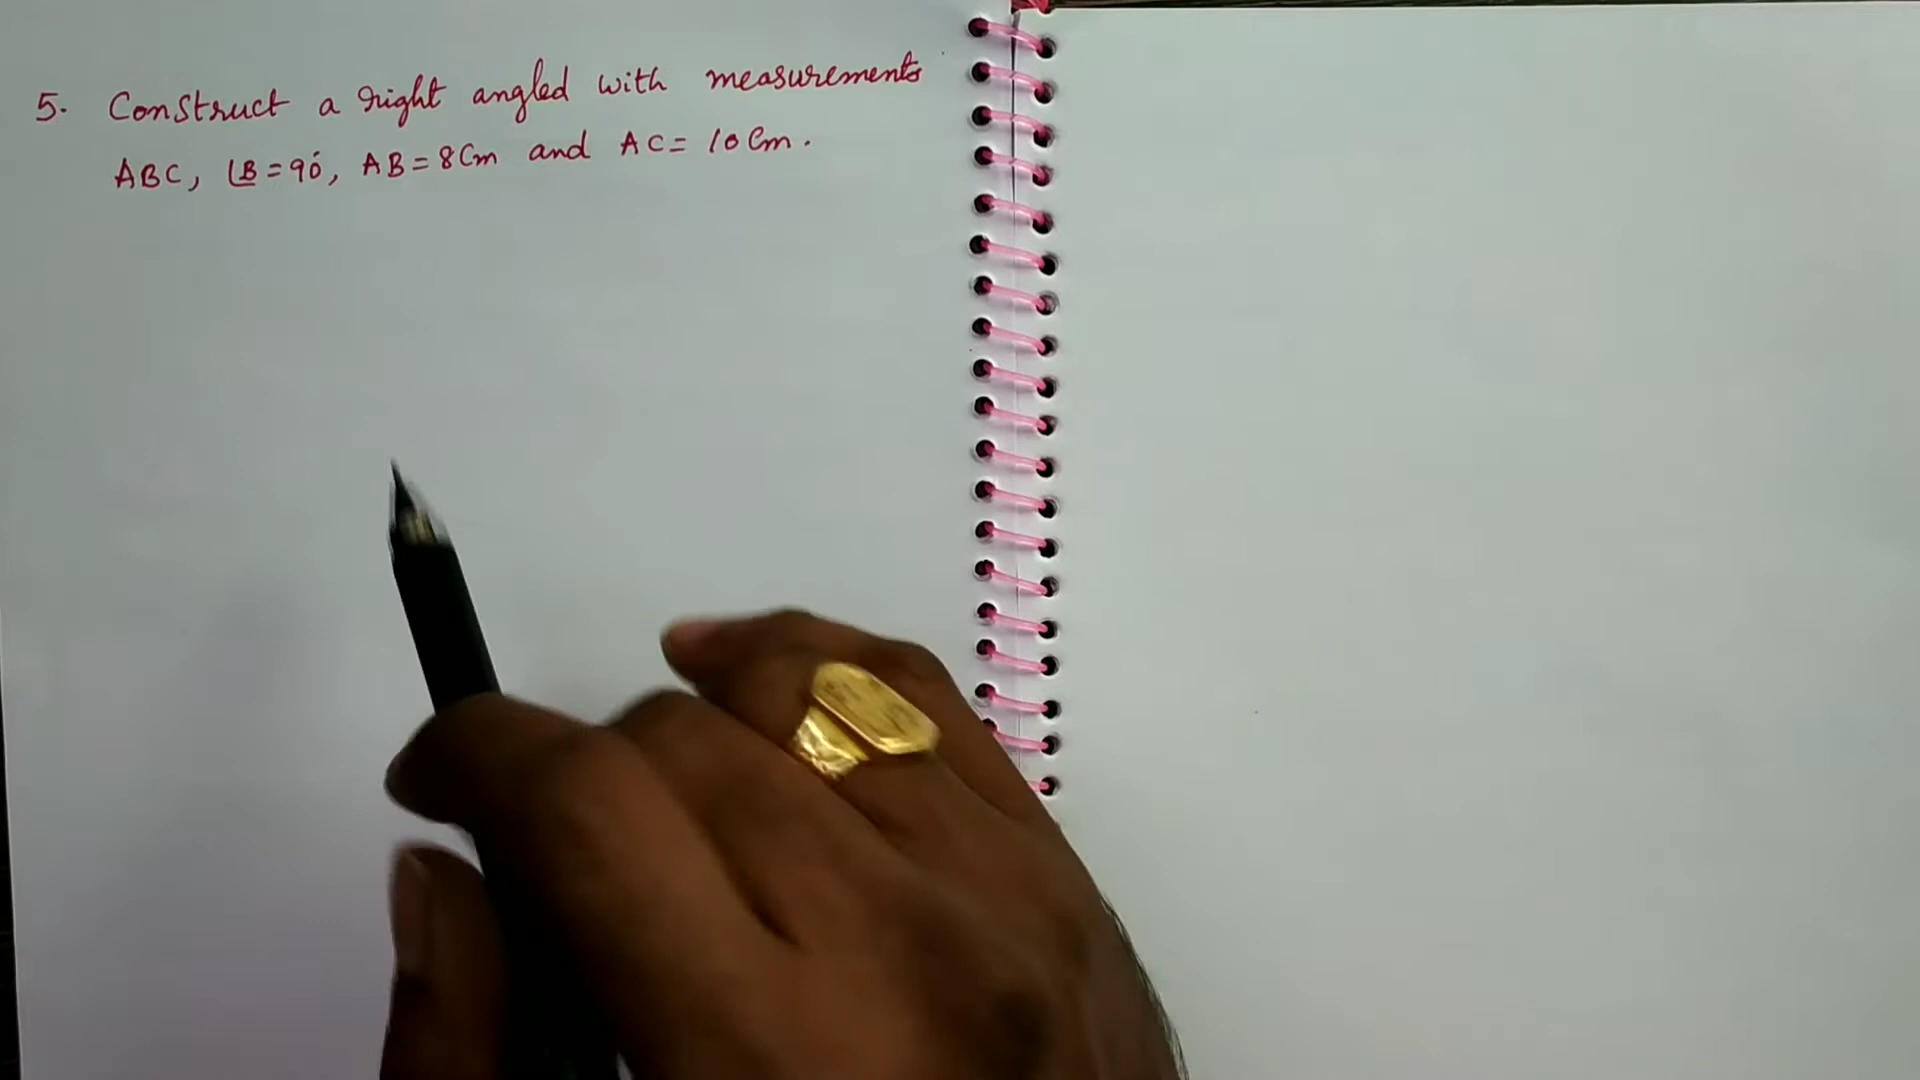 5. Construct a right angled with measurements
ABC, ∠B = 90°, AB = 8 Cm and AC = 10 Cm.